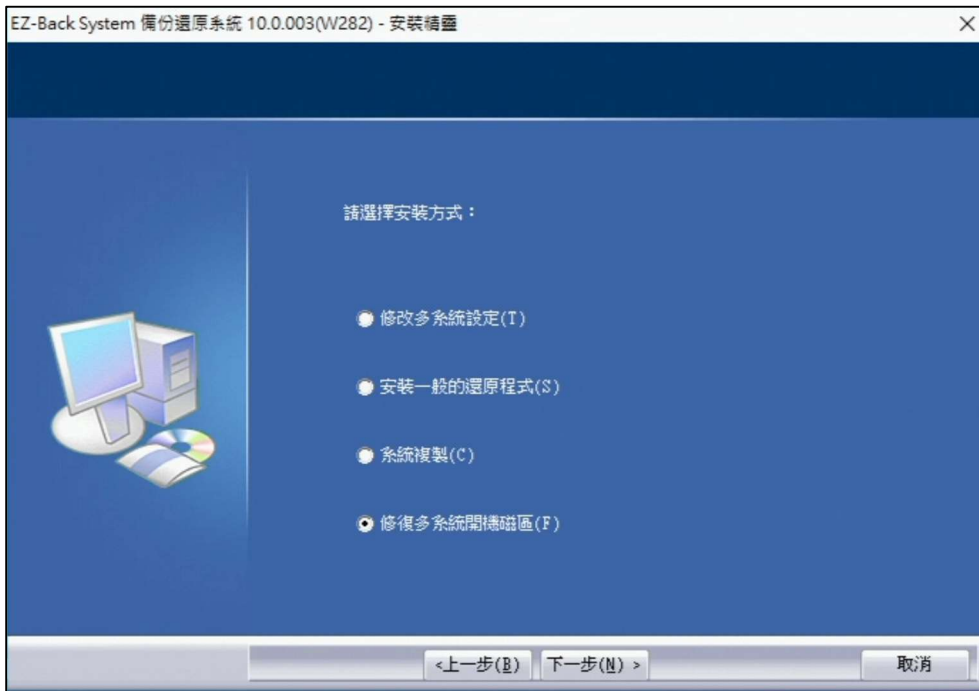 EZ-Back System 備份還原系統 10.0.003(W282) - 安裝精靈
請選擇安裝方式：
修改多系統設定(T)
安裝一般的還原程式(S)
系統複製(C)
修復多系統開機磁區(F)
<上一步(B) 下一步(N) > 取消